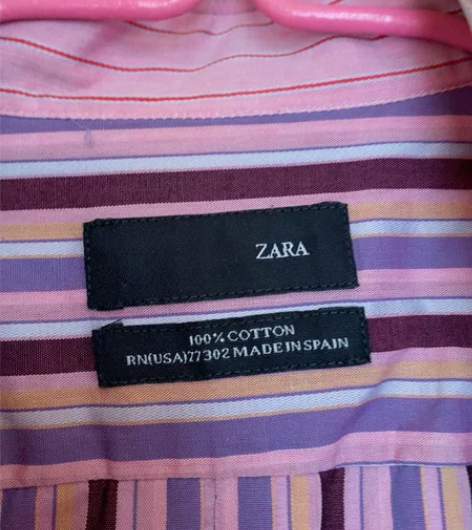 ZARA
100% COTTON
RN(USA)77302 MADE IN SPAIN